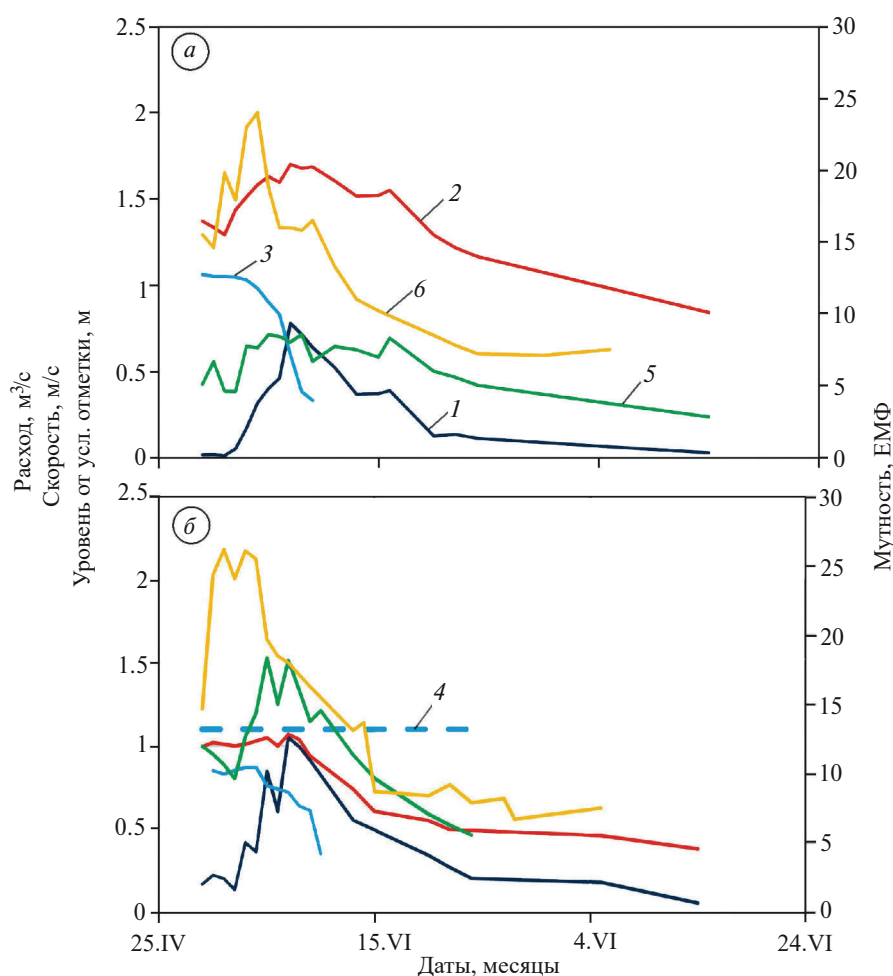 а
2.5
2
1.5
1
0.5
0
30
25
20
15
10
5
0
2
3
6
5
1
Расход, м³/с
Скорость, м/с
Уровень от усл. отметки, м
Мутность, ЕМФ
б
2.5
2
1.5
1
0.5
0
30
25
20
15
10
5
0
4
25.IV
15.VI
4.VI
24.VI
Даты, месяцы